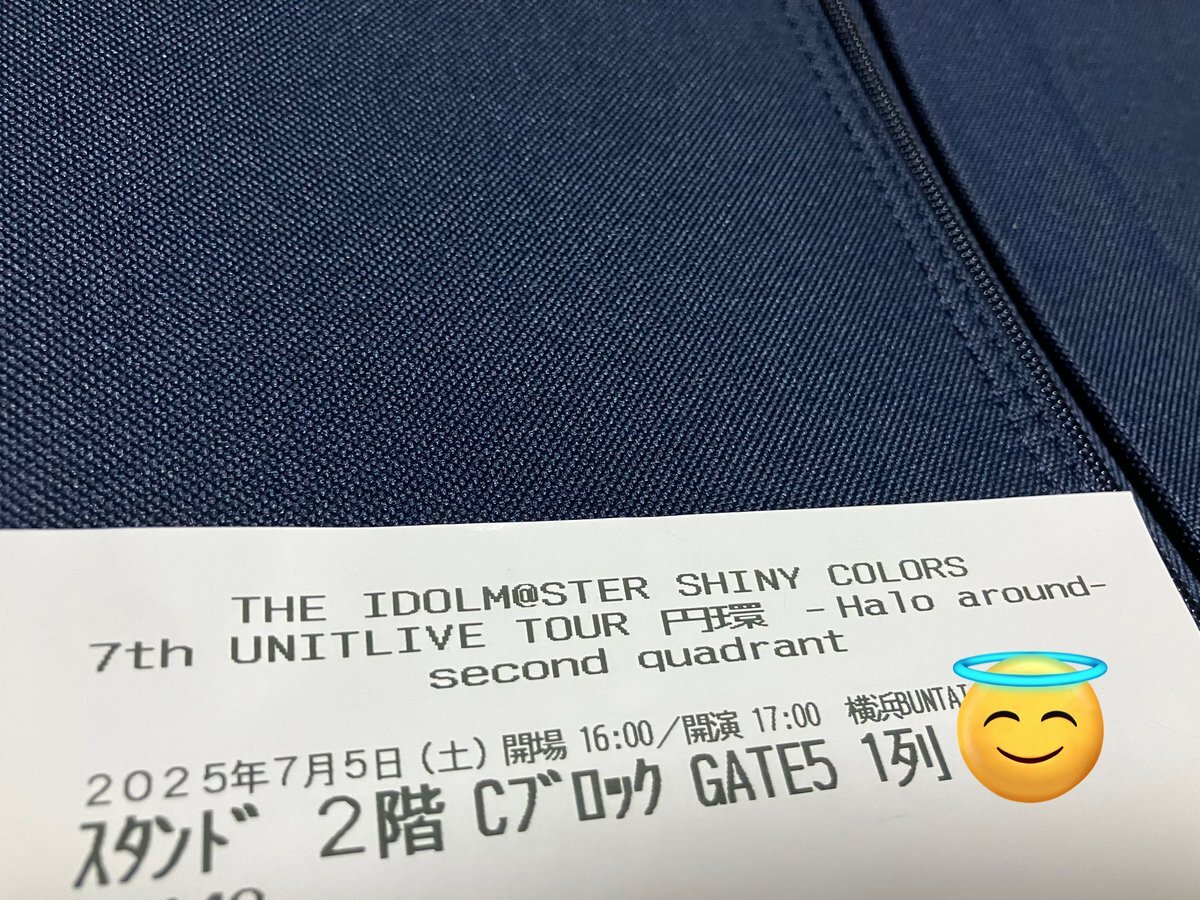 THE IDOLM@STER SHINY COLORS
7th UNITLIVE TOUR 円環 -Halo around-
second quadrant
2025年7月5日(土) 開場 16:00/開演 17:00 横浜BUNTAI
スタンド 2階 Cブロック GATE5 1列